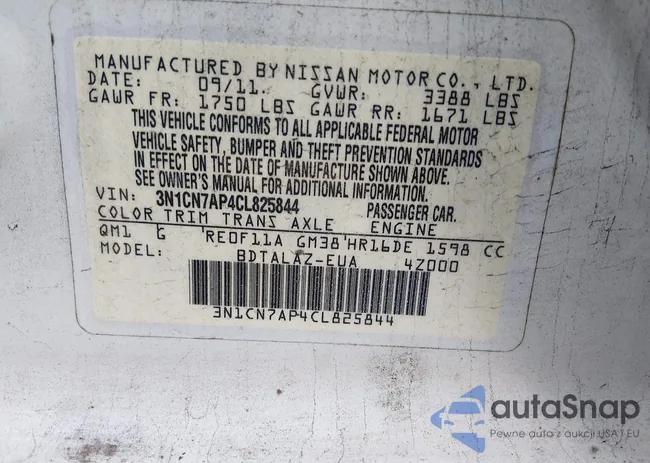 MANUFACTURED BY NISSAN MOTOR CO., LTD.
DATE: 09/11. GVWR: 3388 LBS
GAWR FR: 1750 LBS GAWR RR: 1671 LBS
THIS VEHICLE CONFORMS TO ALL APPLICABLE FEDERAL MOTOR
VEHICLE SAFETY, BUMPER AND THEFT PREVENTION STANDARDS
IN EFFECT ON THE DATE OF MANUFACTURE SHOWN ABOVE.
SEE OWNER'S MANUAL FOR ADDITIONAL INFORMATION.
VIN: 3N1CN7AP4CL825844 PASSENGER CAR.
COLOR TRIM TRANS AXLE ENGINE
QM1 G RE0F11A GM38 HR16DE 1598 CC
MODEL: BDTALAZ-EUA 4Z000
3N1CN7AP4CL825844
autaSnap
Pewne auta z aukcji USA i EU